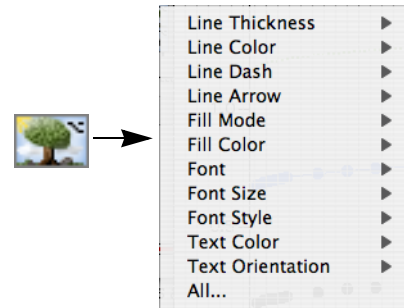 Line Thickness
Line Color
Line Dash
Line Arrow
Fill Mode
Fill Color
Font
Font Size
Font Style
Text Color
Text Orientation
All...